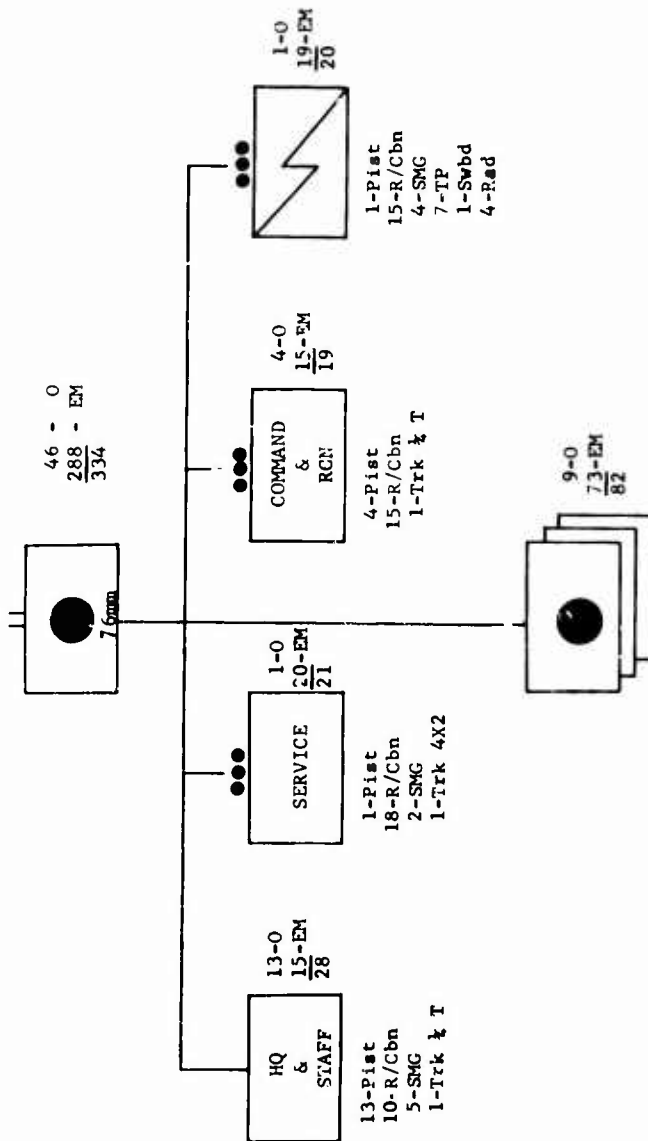 46 - O
288 - EM
334
76mm
13-O
15-EM
28
HQ
&
STAFF
13-Pist
10-R/Cbn
5-SMG
1-Trk ¼ T
1-O
20-EM
21
SERVICE
1-Pist
18-R/Cbn
2-SMG
1-Trk 4X2
4-O
15-EM
19
COMMAND
&
RCN
4-Pist
15-R/Cbn
1-Trk ¼ T
1-O
19-EM
20
1-Pist
15-R/Cbn
4-SMG
7-TP
1-Swbd
4-Rad
9-O
73-EM
82